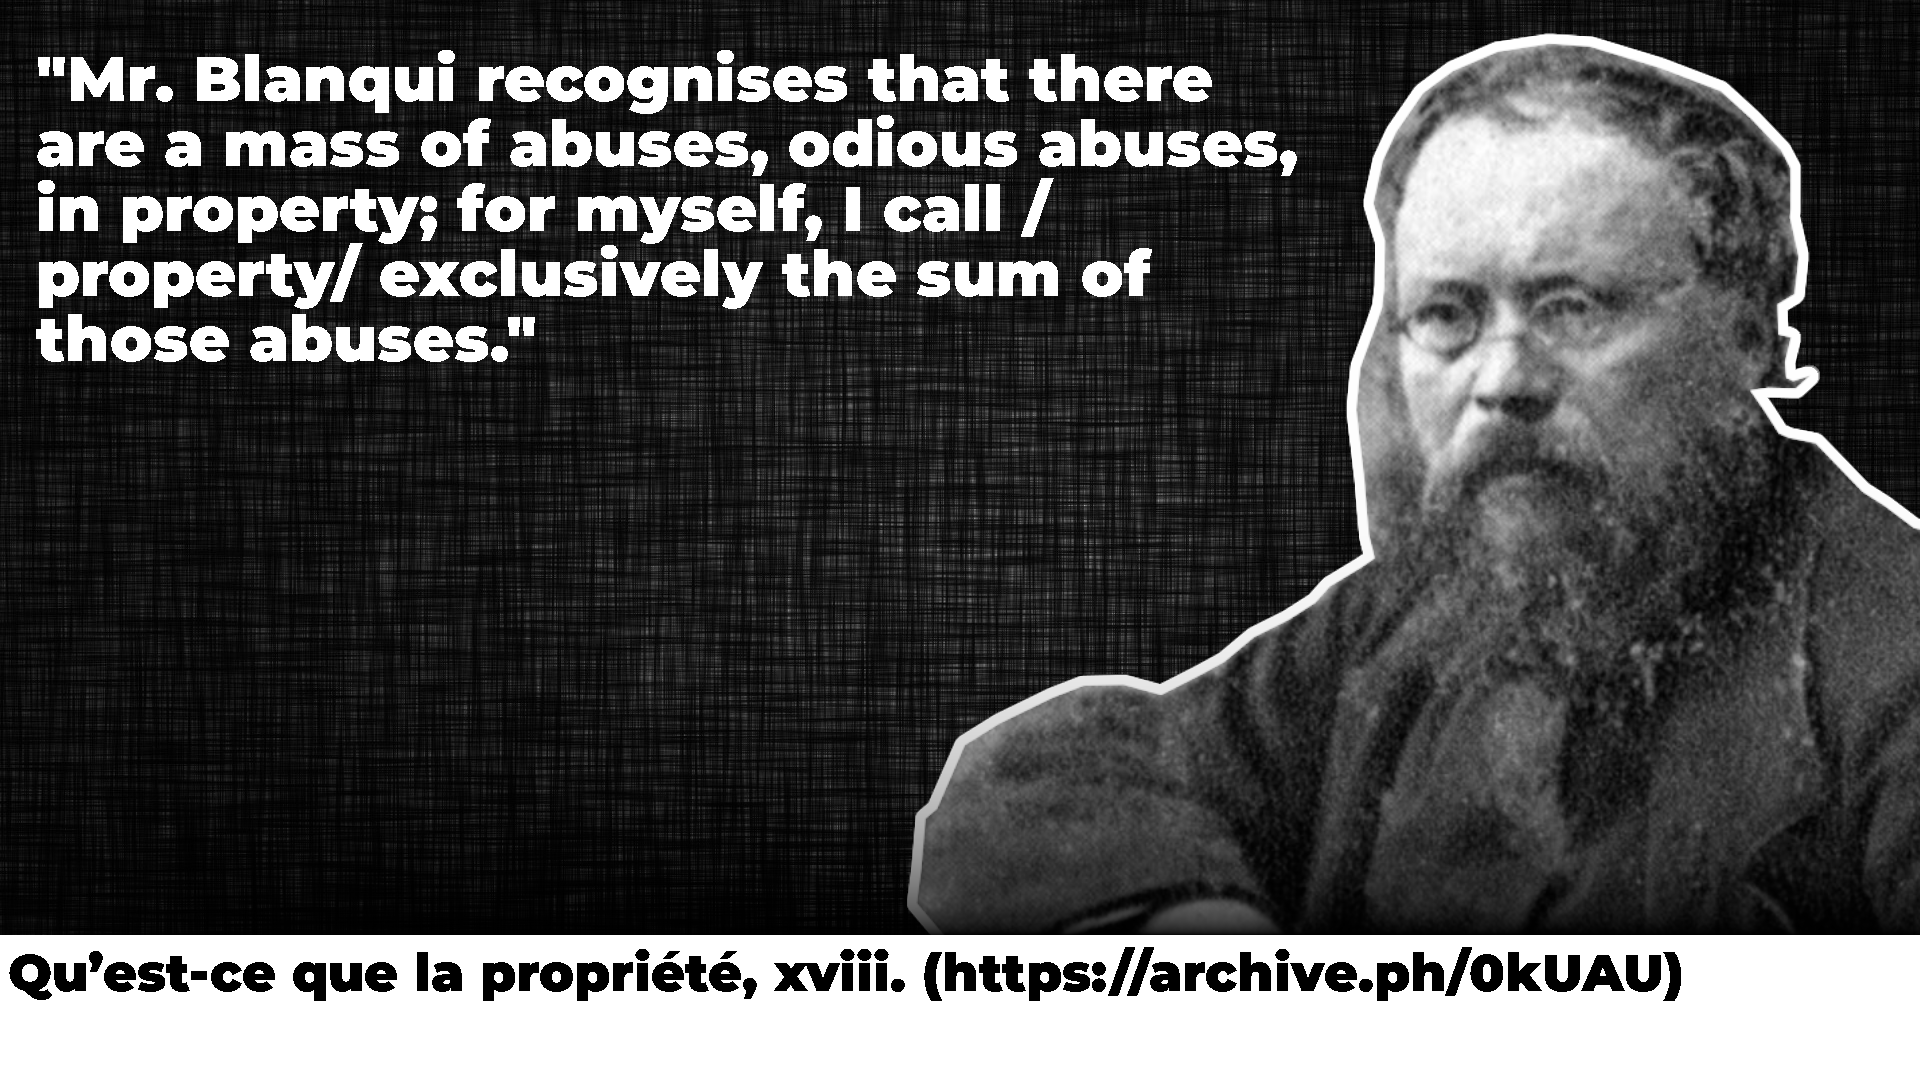 "Mr. Blanqui recognises that there
are a mass of abuses, odious abuses,
in property; for myself, I call /
property/ exclusively the sum of
those abuses."
Qu’est-ce que la propriété, xviii. (https://archive.ph/0kUAU)